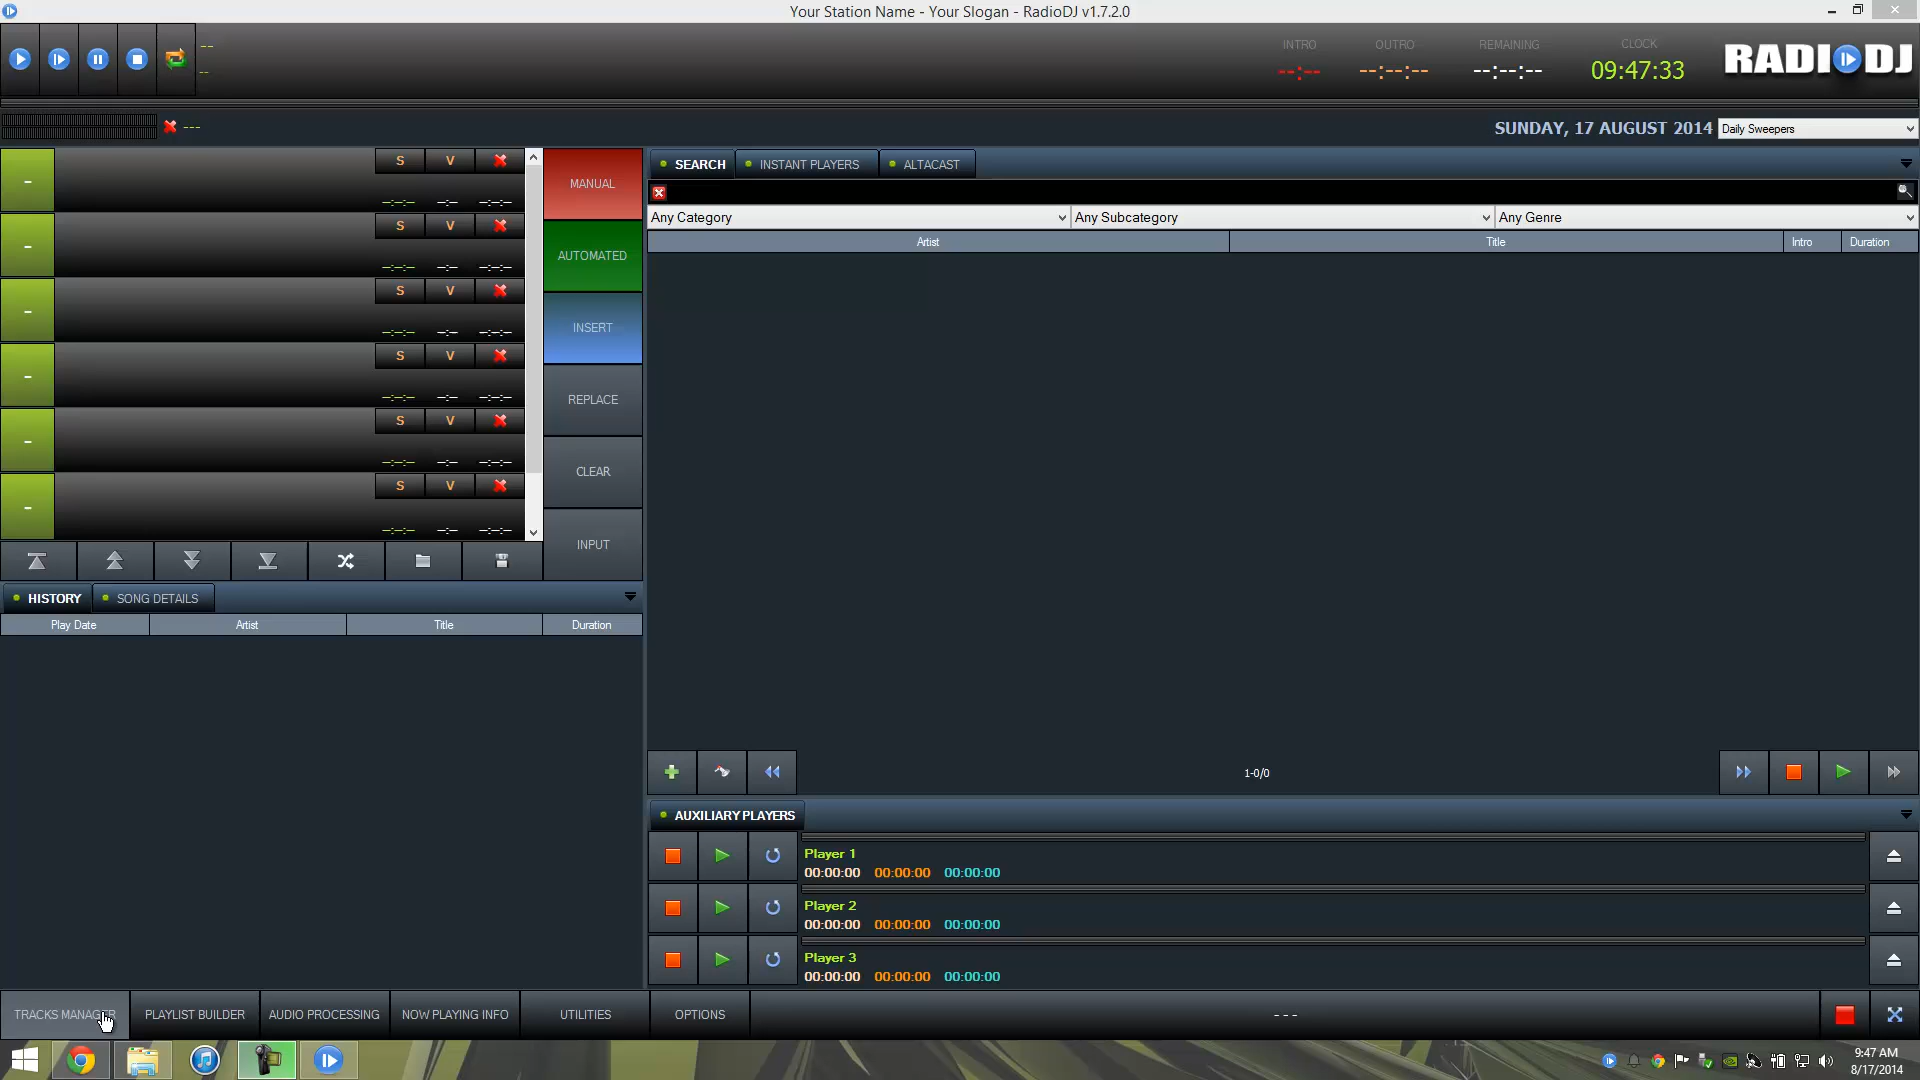 Your Station Name - Your Slogan - RadioDJ v1.7.2.0
--
--
INTRO OUTRO REMAINING CLOCK
--:-- --:--:-- --:--:-- 09:47:33
RADIODJ
--- SUNDAY, 17 AUGUST 2014 Daily Sweepers
- S V
--:--:-- --:-- --:--:--
- S V
--:--:-- --:-- --:--:--
- S V
--:--:-- --:-- --:--:--
- S V
--:--:-- --:-- --:--:--
- S V
--:--:-- --:-- --:--:--
- S V
--:--:-- --:-- --:--:--
MANUAL
AUTOMATED
INSERT
REPLACE
CLEAR
INPUT
SEARCH INSTANT PLAYERS ALTACAST
Any Category Any Subcategory Any Genre
Artist Title Intro Duration
HISTORY SONG DETAILS
Play Date Artist Title Duration
1-0/0
AUXILIARY PLAYERS
Player 1
00:00:00 00:00:00 00:00:00
Player 2
00:00:00 00:00:00 00:00:00
Player 3
00:00:00 00:00:00 00:00:00
TRACKS MANAGER PLAYLIST BUILDER AUDIO PROCESSING NOW PLAYING INFO UTILITIES OPTIONS ---
9:47 AM
8/17/2014